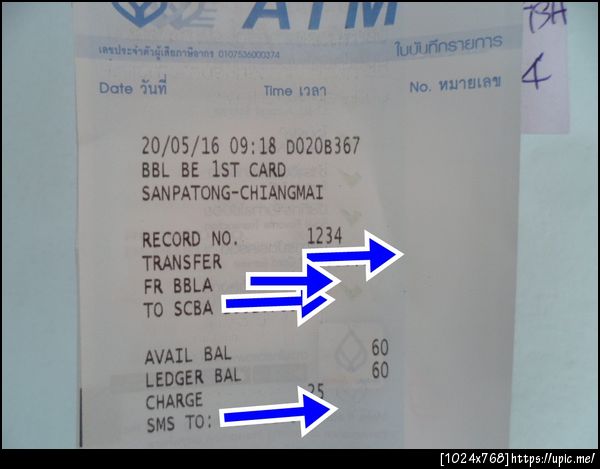 ATM
เลขประจำตัวผู้เสียภาษีอากร 0107536000374
ใบบันทึกรายการ
Date วันที่ Time เวลา No. หมายเลข
4
20/05/16 09:18 D020B367
BBL BE 1ST CARD
SANPATONG-CHIANGMAI
RECORD NO. 1234
TRANSFER
FR BBLA
TO SCBA
AVAIL BAL 60
LEDGER BAL 60
CHARGE 25
SMS TO:
[1024x768]https://upic.me/